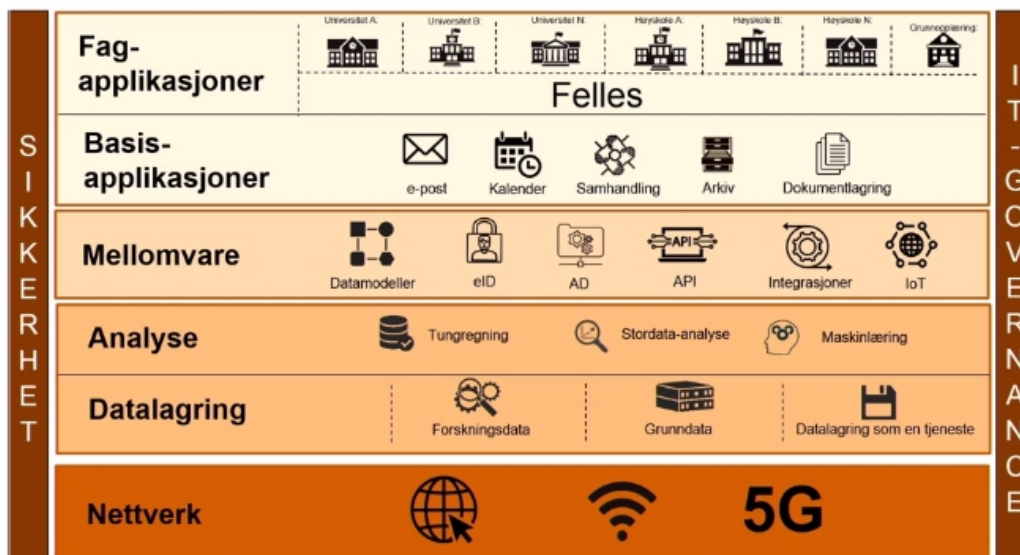 SIKKERHET
Fag-
applikasjoner
Universitet A:
Universitet B:
Universitet N:
Høyskole A:
Høyskole B:
Høyskole N:
Grunnopplæring:
Felles
Basis-
applikasjoner
e-post
Kalender
Samhandling
Arkiv
Dokumentlagring
Mellomvare
Datamodeller
eID
AD
API
API
Integrasjoner
IoT
Analyse
Tungregning
Stordata-analyse
Maskinlæring
Datalagring
Forskningsdata
Grunndata
Datalagring som en tjeneste
Nettverk
5G
IT-GOVERNANCE